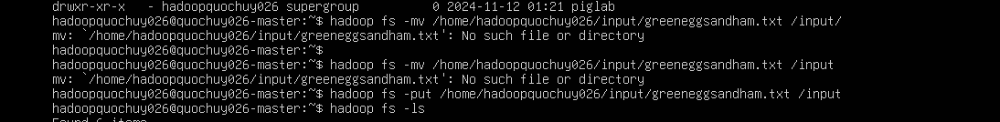 drwxr-xr-x   - hadoopquochuy026 supergroup          0 2024-11-12 01:21 piglab
hadoopquochuy026@quochuy026-master:~$ hadoop fs -mv /home/hadoopquochuy026/input/greeneggsandham.txt /input/
mv: `/home/hadoopquochuy026/input/greeneggsandham.txt': No such file or directory
hadoopquochuy026@quochuy026-master:~$
hadoopquochuy026@quochuy026-master:~$ hadoop fs -mv /home/hadoopquochuy026/input/greeneggsandham.txt /input
mv: `/home/hadoopquochuy026/input/greeneggsandham.txt': No such file or directory
hadoopquochuy026@quochuy026-master:~$ hadoop fs -put /home/hadoopquochuy026/input/greeneggsandham.txt /input
hadoopquochuy026@quochuy026-master:~$ hadoop fs -ls
Found 6 items